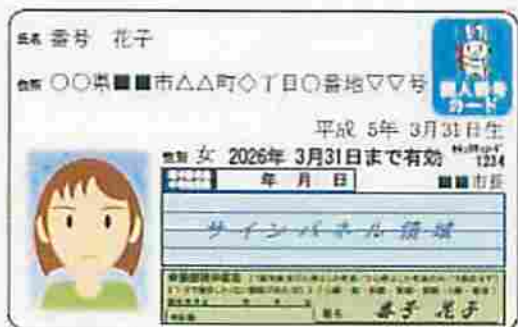 氏名 番号 花子
住所 ○○県■■市△△町◇丁目○番地▽▽号
個人番号
カード
平成 5年 3月31日生
性別 女 2026年 3月31日まで有効
1234
年 月 日
■■市長
サインパネル領域
署名 番号 花子